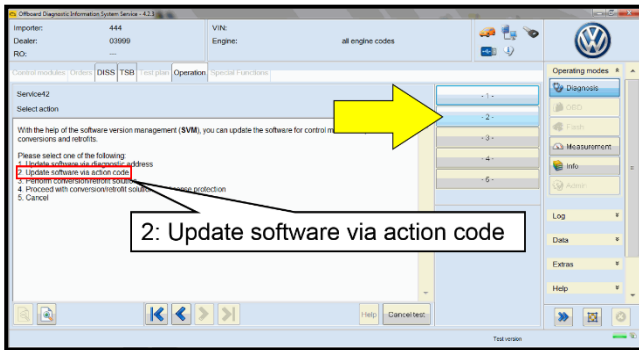 Offboard Diagnostic Information System Service - 4.2.3
Importer: 444 VIN:
Dealer: 03999 Engine: all engine codes
RO: ---
Control modules Orders DISS TSB Test plan Operation Special Functions
Operating modes
Service42
Select action
With the help of the software version management (SVM), you can update the software for control
conversions and retrofits.
Please select one of the following:
1. Update software via diagnostic address
2. Update software via action code
3. Perform conversion/retrofit
4. Proceed with conversion/retrofit protection
5. Cancel
2: Update software via action code
- 1 -
- 2 -
- 3 -
- 4 -
Diagnosis
OBD
Flash
Measurement
Info
Admin
Log
Data
Extras
Help
Help Cancel test
Test version